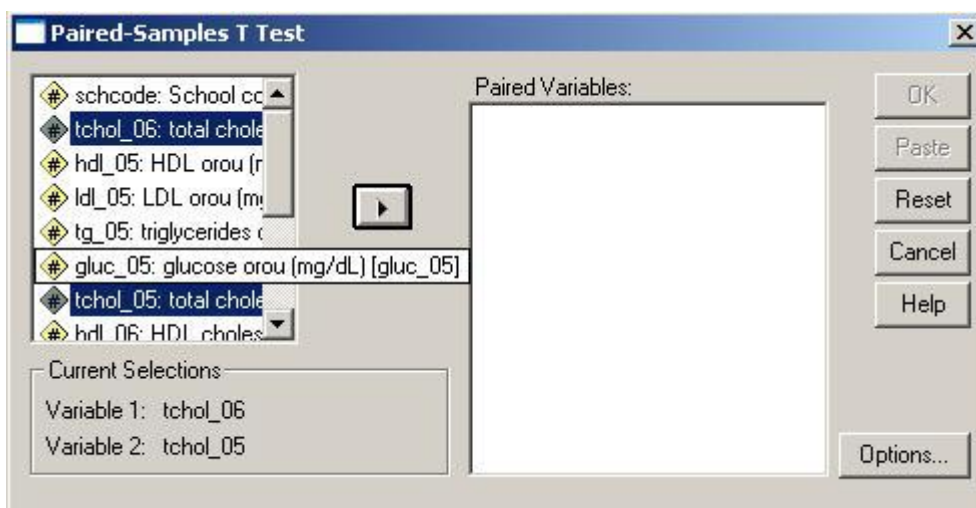 Paired-Samples T Test
schcode: School cc
tchol_06: total chole
hdl_05: HDL orou (r
ldl_05: LDL orou (m
tg_05: triglycerides
gluc_05: glucose orou (mg/dL) [gluc_05]
tchol_05: total chole
hdl_06: HDL choles
Current Selections
Variable 1: tchol_06
Variable 2: tchol_05
Paired Variables:
OK
Paste
Reset
Cancel
Help
Options...